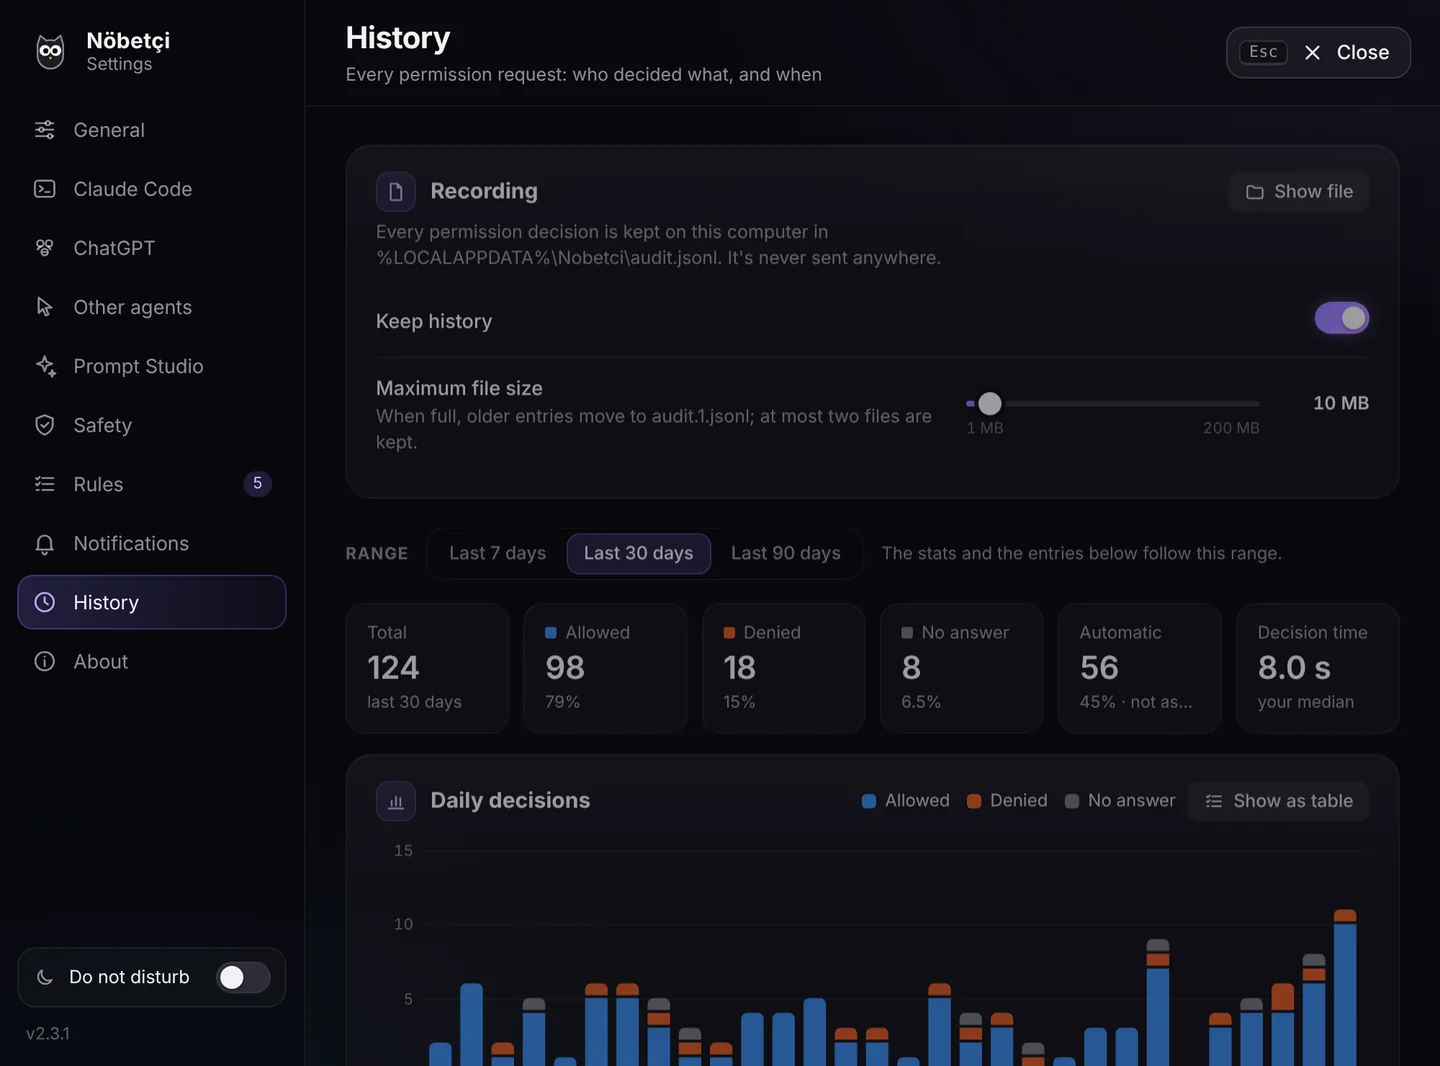 Nöbetçi
Settings
General
Claude Code
ChatGPT
Other agents
Prompt Studio
Safety
Rules
5
Notifications
History
About
Do not disturb
v2.3.1
History
Every permission request: who decided what, and when
Esc
Close
Recording
Show file
Every permission decision is kept on this computer in
%LOCALAPPDATA%\Nobetci\audit.jsonl. It's never sent anywhere.
Keep history
Maximum file size
When full, older entries move to audit.1.jsonl; at most two files are
kept.
1 MB
200 MB
10 MB
RANGE
Last 7 days
Last 30 days
Last 90 days
The stats and the entries below follow this range.
Total
124
last 30 days
Allowed
98
79%
Denied
18
15%
No answer
8
6.5%
Automatic
56
45% · not as...
Decision time
8.0 s
your median
Daily decisions
Allowed
Denied
No answer
Show as table
15
10
5